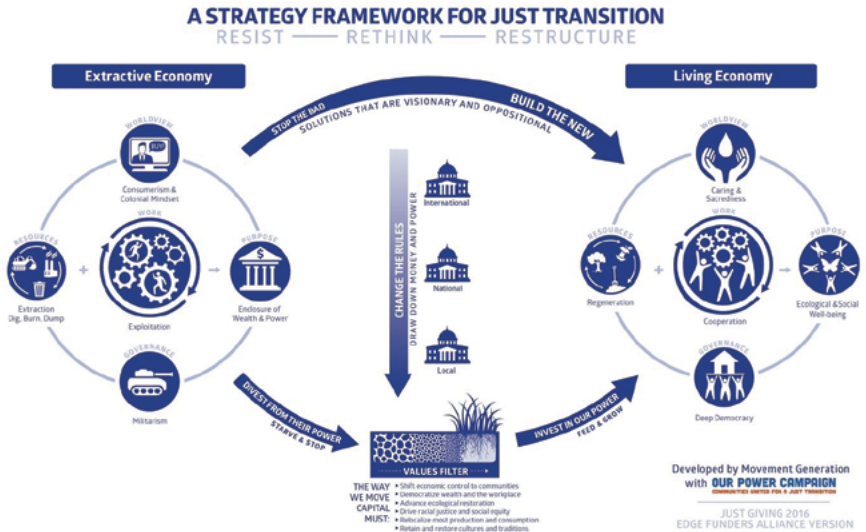 A STRATEGY FRAMEWORK FOR JUST TRANSITION
RESIST — RETHINK — RESTRUCTURE
Extractive Economy
WORLDVIEW
BUY!
Consumerism &
Colonial Mindset
RESOURCES
Extraction
Dig, Burn, Dump
+
WORK
Exploitation
PURPOSE
$
Enclosure of
Wealth & Power
GOVERNANCE
Militarism
STOP THE BAD
BUILD THE NEW
SOLUTIONS THAT ARE VISIONARY AND OPPOSITIONAL
CHANGE THE RULES
DRAW DOWN MONEY AND POWER
International
National
Local
DIVEST FROM THEIR POWER
STARVE & STOP
VALUES FILTER
INVEST IN OUR POWER
FEED & GROW
THE WAY
WE MOVE
CAPITAL
MUST:
• Shift economic control to communities
• Democratize wealth and the workplace
• Advance ecological restoration
• Drive racial justice and social equity
• Relocalize most production and consumption
• Retain and restore cultures and traditions
Living Economy
WORLDVIEW
Caring &
Sacredness
RESOURCES
Regeneration
+
WORK
Cooperation
PURPOSE
Ecological & Social
Well-being
GOVERNANCE
Deep Democracy
Developed by Movement Generation
with OUR POWER CAMPAIGN
COMMUNITIES UNITED FOR A JUST TRANSITION
JUST GIVING 2016
EDGE FUNDERS ALLIANCE VERSION